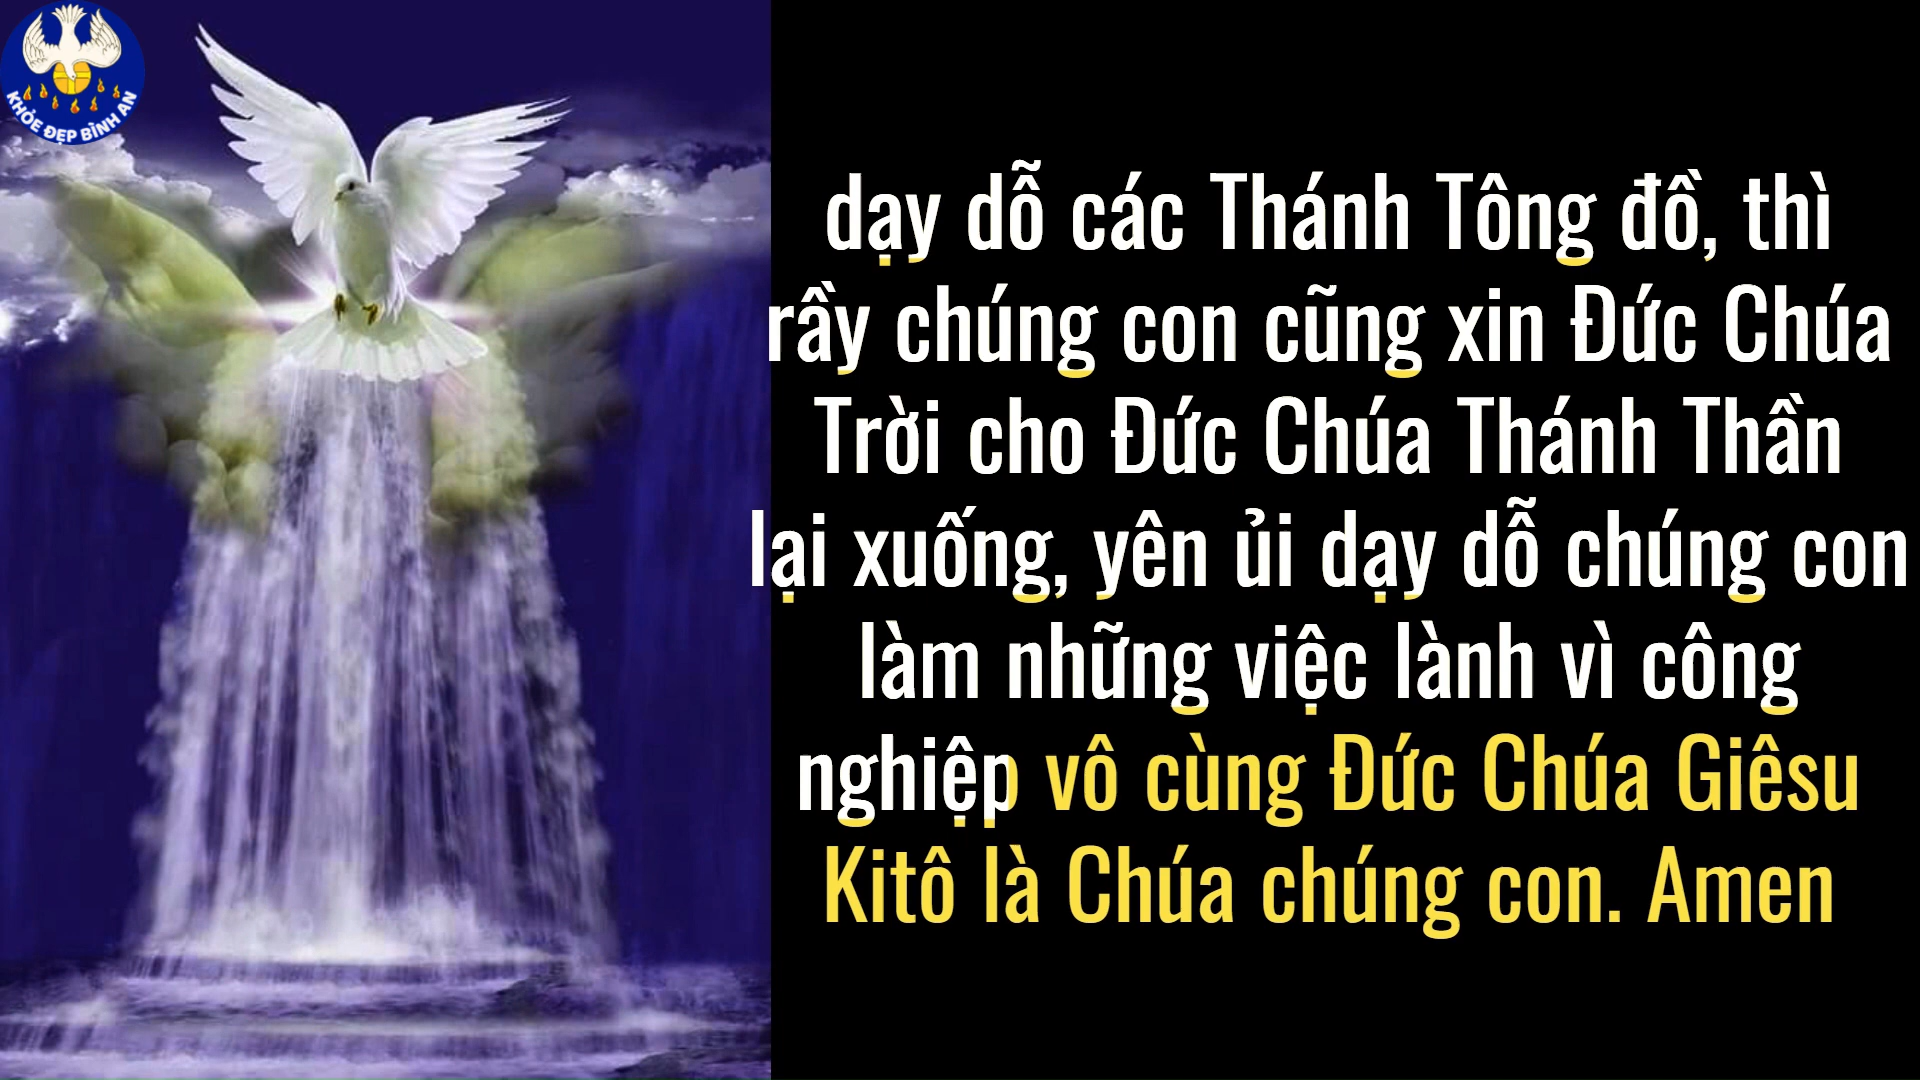 KHỎE ĐẸP BÌNH AN
dạy dỗ các Thánh Tông đồ, thì
rầy chúng con cũng xin Đức Chúa
Trời cho Đức Chúa Thánh Thần
lại xuống, yên ủi dạy dỗ chúng con
làm những việc lành vì công
nghiệp vô cùng Đức Chúa Giêsu
Kitô là Chúa chúng con. Amen